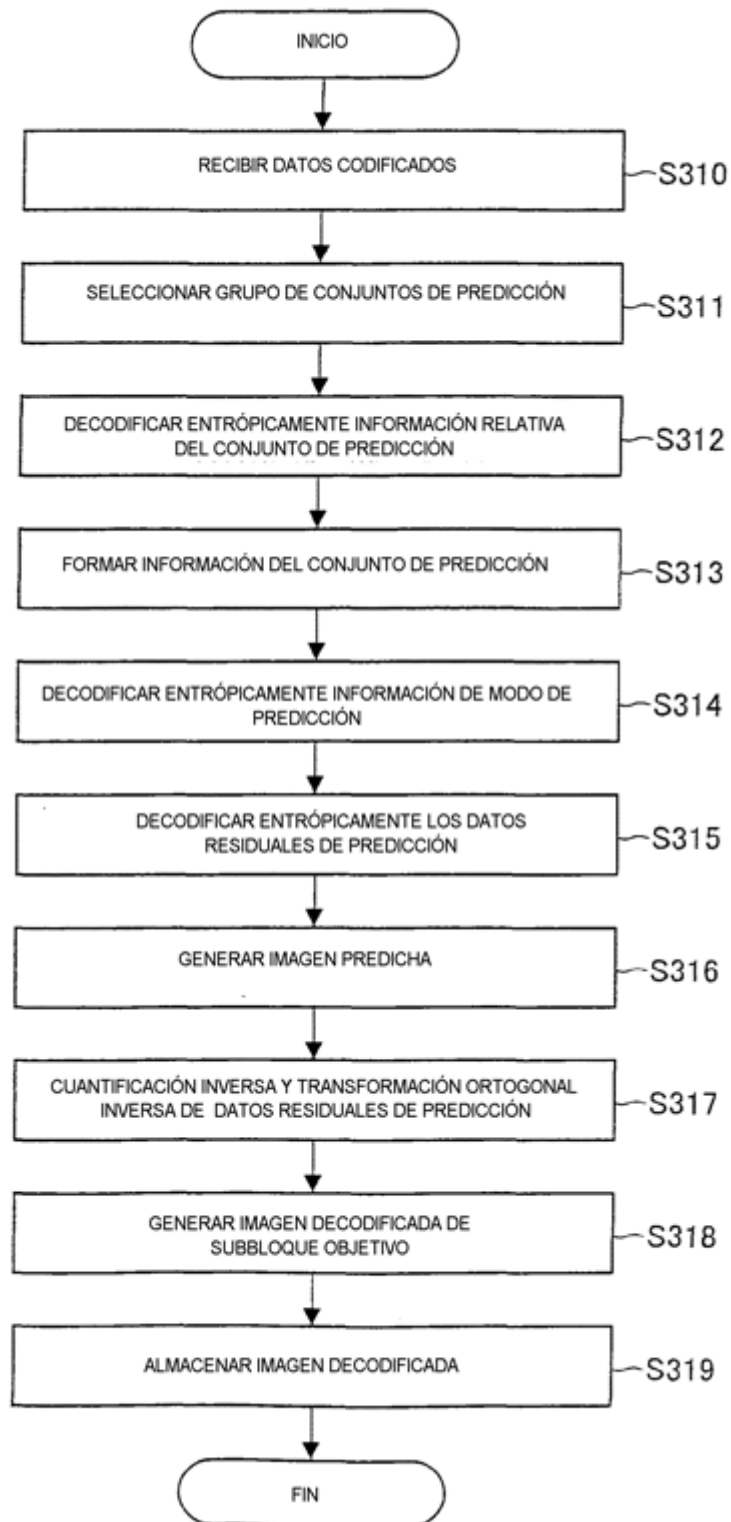 INICIO
RECIBIR DATOS CODIFICADOS
S310
SELECCIONAR GRUPO DE CONJUNTOS DE PREDICCIÓN
S311
DECODIFICAR ENTRÓPICAMENTE INFORMACIÓN RELATIVA
DEL CONJUNTO DE PREDICCIÓN
S312
FORMAR INFORMACIÓN DEL CONJUNTO DE PREDICCIÓN
S313
DECODIFICAR ENTRÓPICAMENTE INFORMACIÓN DE MODO DE
PREDICCIÓN
S314
DECODIFICAR ENTRÓPICAMENTE LOS DATOS
RESIDUALES DE PREDICCIÓN
S315
GENERAR IMAGEN PREDICHA
S316
CUANTIFICACIÓN INVERSA Y TRANSFORMACIÓN ORTOGONAL
INVERSA DE DATOS RESIDUALES DE PREDICCIÓN
S317
GENERAR IMAGEN DECODIFICADA DE
SUBBLOQUE OBJETIVO
S318
ALMACENAR IMAGEN DECODIFICADA
S319
FIN